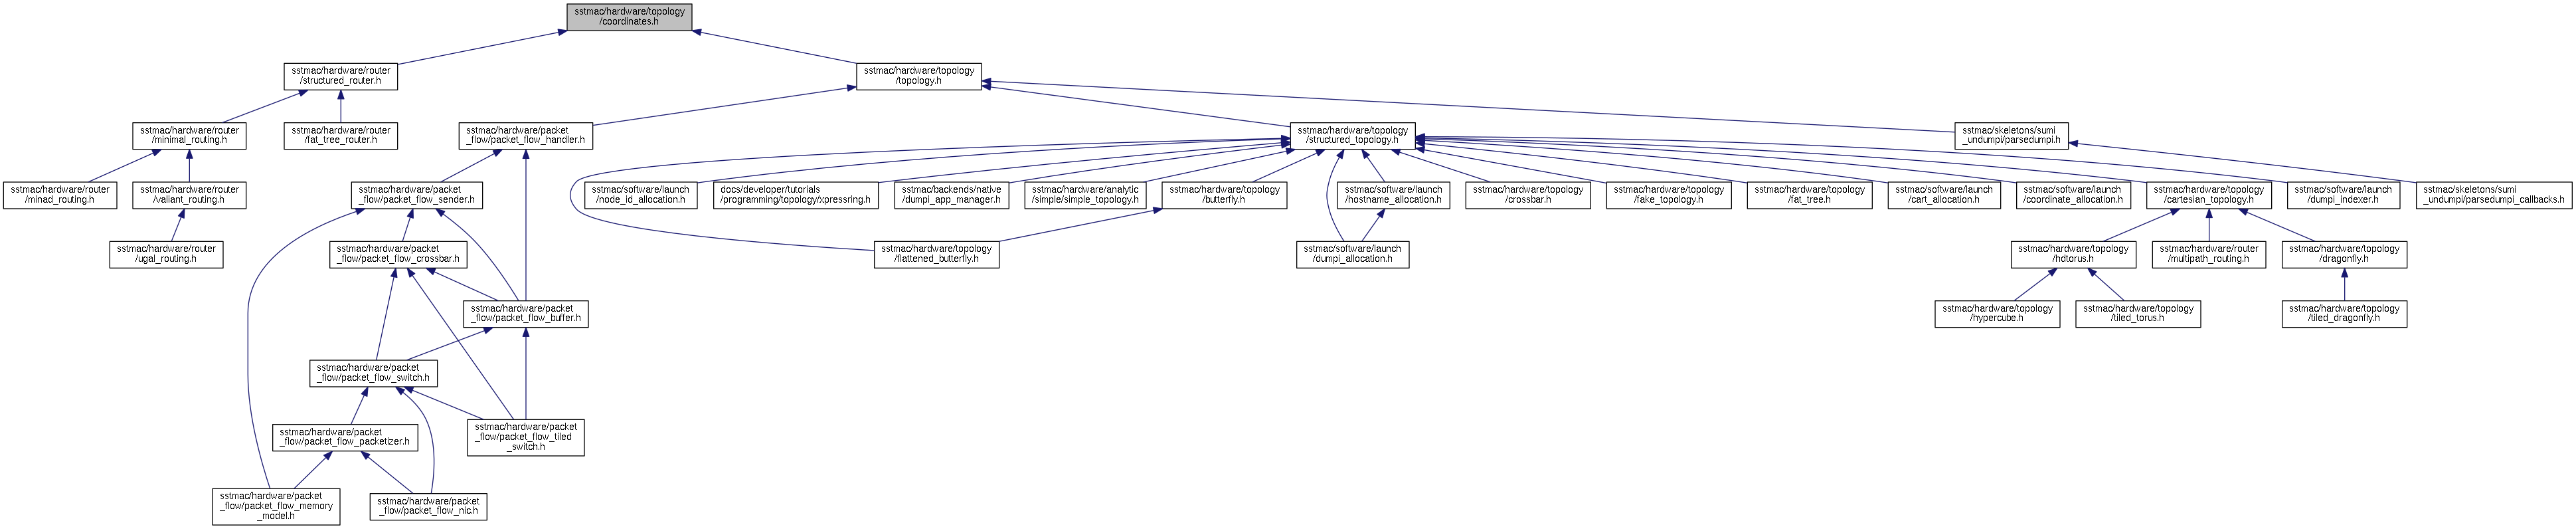 sstmac/hardware/topology
/coordinates.h
sstmac/hardware/router
/structured_router.h
sstmac/hardware/topology
/topology.h
sstmac/hardware/router
/minimal_routing.h
sstmac/hardware/router
/fat_tree_router.h
sstmac/hardware/packet
_flow/packet_flow_handler.h
sstmac/hardware/topology
/structured_topology.h
sstmac/skeletons/sumi
_undumpi/parsedumpi.h
sstmac/hardware/router
/minad_routing.h
sstmac/hardware/router
/valiant_routing.h
sstmac/hardware/packet
_flow/packet_flow_sender.h
sstmac/software/launch
/node_id_allocation.h
docs/developer/tutorials
/programming/topology/xpressring.h
sstmac/backends/native
/dumpi_app_manager.h
sstmac/hardware/analytic
/simple/simple_topology.h
sstmac/hardware/topology
/butterfly.h
sstmac/software/launch
/hostname_allocation.h
sstmac/hardware/topology
/crossbar.h
sstmac/hardware/topology
/fake_topology.h
sstmac/hardware/topology
/fat_tree.h
sstmac/software/launch
/cart_allocation.h
sstmac/software/launch
/coordinate_allocation.h
sstmac/hardware/topology
/cartesian_topology.h
sstmac/software/launch
/dumpi_indexer.h
sstmac/skeletons/sumi
_undumpi/parsedumpi_callbacks.h
sstmac/hardware/router
/ugal_routing.h
sstmac/hardware/packet
_flow/packet_flow_crossbar.h
sstmac/hardware/topology
/flattened_butterfly.h
sstmac/software/launch
/dumpi_allocation.h
sstmac/hardware/topology
/hdtorus.h
sstmac/hardware/router
/multipath_routing.h
sstmac/hardware/topology
/dragonfly.h
sstmac/hardware/packet
_flow/packet_flow_buffer.h
sstmac/hardware/topology
/hypercube.h
sstmac/hardware/topology
/tiled_torus.h
sstmac/hardware/topology
/tiled_dragonfly.h
sstmac/hardware/packet
_flow/packet_flow_switch.h
sstmac/hardware/packet
_flow/packet_flow_packetizer.h
sstmac/hardware/packet
_flow/packet_flow_tiled
_switch.h
sstmac/hardware/packet
_flow/packet_flow_memory
_model.h
sstmac/hardware/packet
_flow/packet_flow_nic.h